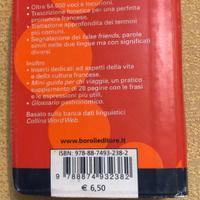 • Oltre 64.000 voci e locuzioni.
• Trascrizione fonetica per una perfetta
pronuncia francese.
• Trattazione approfondita dei termini
più comuni.
• Segnalazione dei false friends, parole
simili nelle due lingue ma con significati
diversi.
Inoltre
• Inserti dedicati ad aspetti della vita
e della cultura francese.
• Mini-guida per chi viaggia, un pratico
supplemento di 28 pagine con le frasi
e le espressioni più utili.
• Glossario gastronomico.
Basato sulla banca dati linguistici
Collins Word Web.
www.borolieditore.it
ISBN: 978-88-7493-238-2
9 788874 932382
€ 6,50